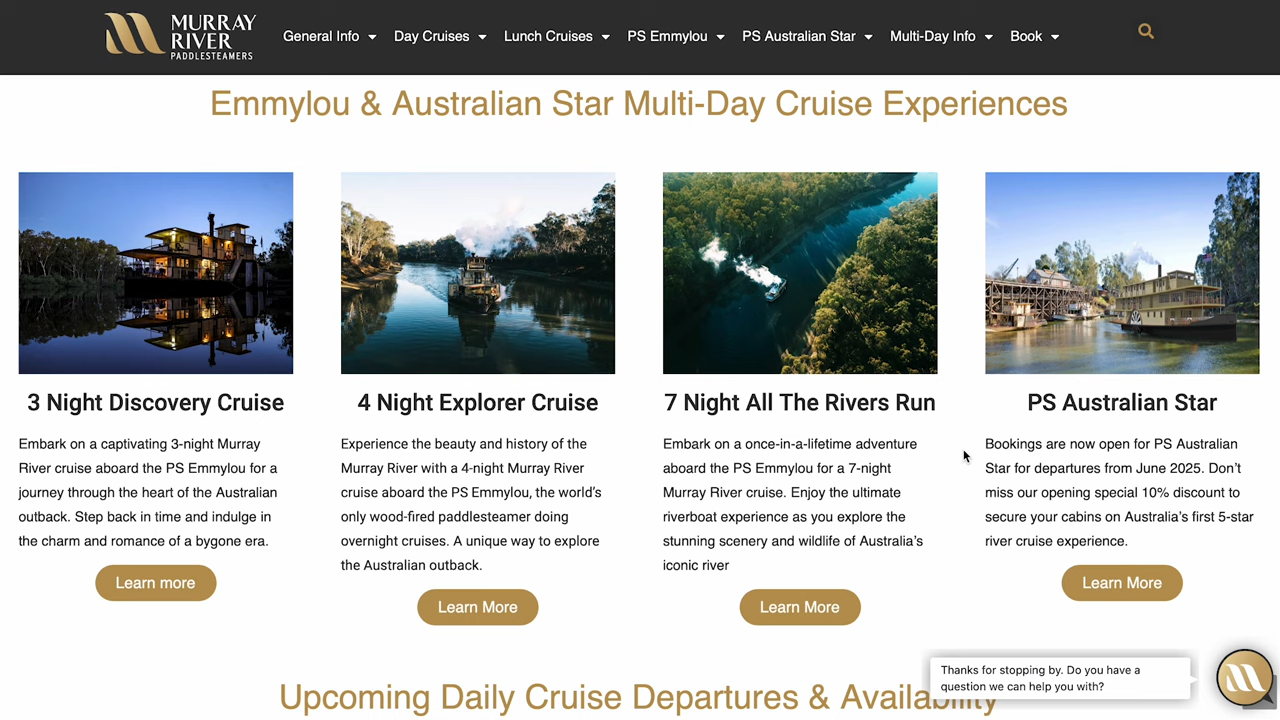 MURRAY
RIVER
PADDLESTEAMERS
General Info
Day Cruises
Lunch Cruises
PS Emmylou
PS Australian Star
Multi-Day Info
Book
Emmylou & Australian Star Multi-Day Cruise Experiences
3 Night Discovery Cruise
Embark on a captivating 3-night Murray
River cruise aboard the PS Emmylou for a
journey through the heart of the Australian
outback. Step back in time and indulge in
the charm and romance of a bygone era.
Learn more
4 Night Explorer Cruise
Experience the beauty and history of the
Murray River with a 4-night Murray River
cruise aboard the PS Emmylou, the world's
only wood-fired paddlesteamer doing
overnight cruises. A unique way to explore
the Australian outback.
Learn More
7 Night All The Rivers Run
Embark on a once-in-a-lifetime adventure
aboard the PS Emmylou for a 7-night
Murray River cruise. Enjoy the ultimate
riverboat experience as you explore the
stunning scenery and wildlife of Australia's
iconic river
Learn More
PS Australian Star
Bookings are now open for PS Australian
Star for departures from June 2025. Don't
miss our opening special 10% discount to
secure your cabins on Australia's first 5-star
river cruise experience.
Learn More
Thanks for stopping by. Do you have a
question we can help you with?
Upcoming Daily Cruise Departures & Availability